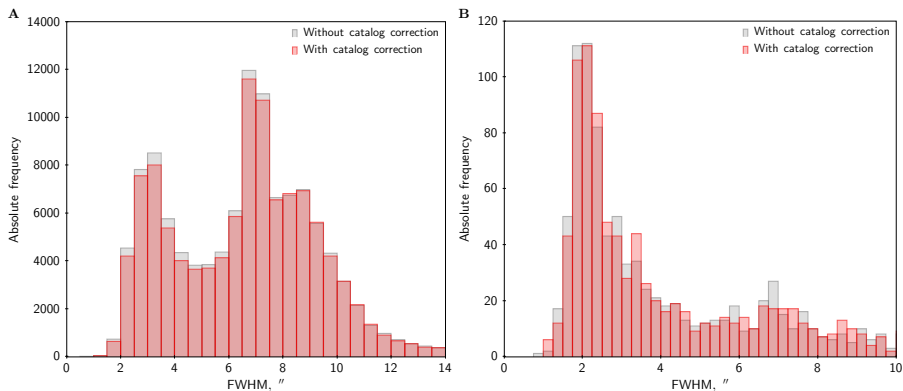 A
Without catalog correction
With catalog correction
14000
12000
10000
8000
6000
4000
2000
0
Absolute frequency
0 2 4 6 8 10 12 14
FWHM, ″
B
Without catalog correction
With catalog correction
120
100
80
60
40
20
0
Absolute frequency
0 2 4 6 8 10
FWHM, ″